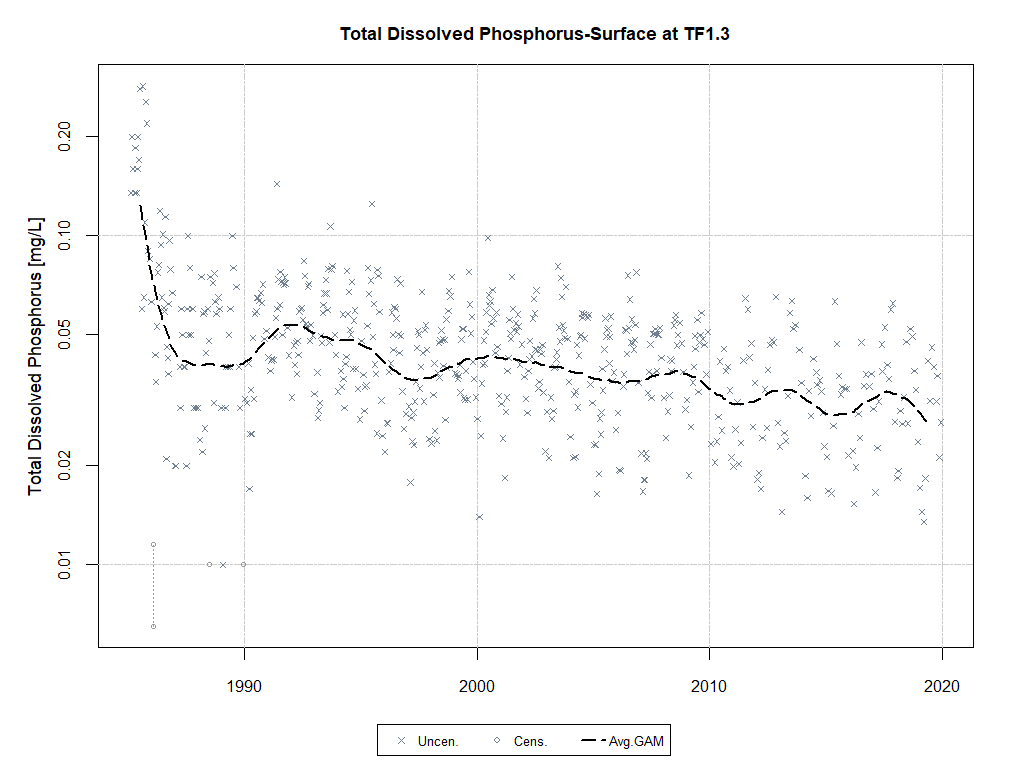 Total Dissolved Phosphorus-Surface at TF1.3
Total Dissolved Phosphorus [mg/L]
0.20
0.10
0.05
0.02
0.01
1990
2000
2010
2020
Uncen.
Cens.
Avg.GAM